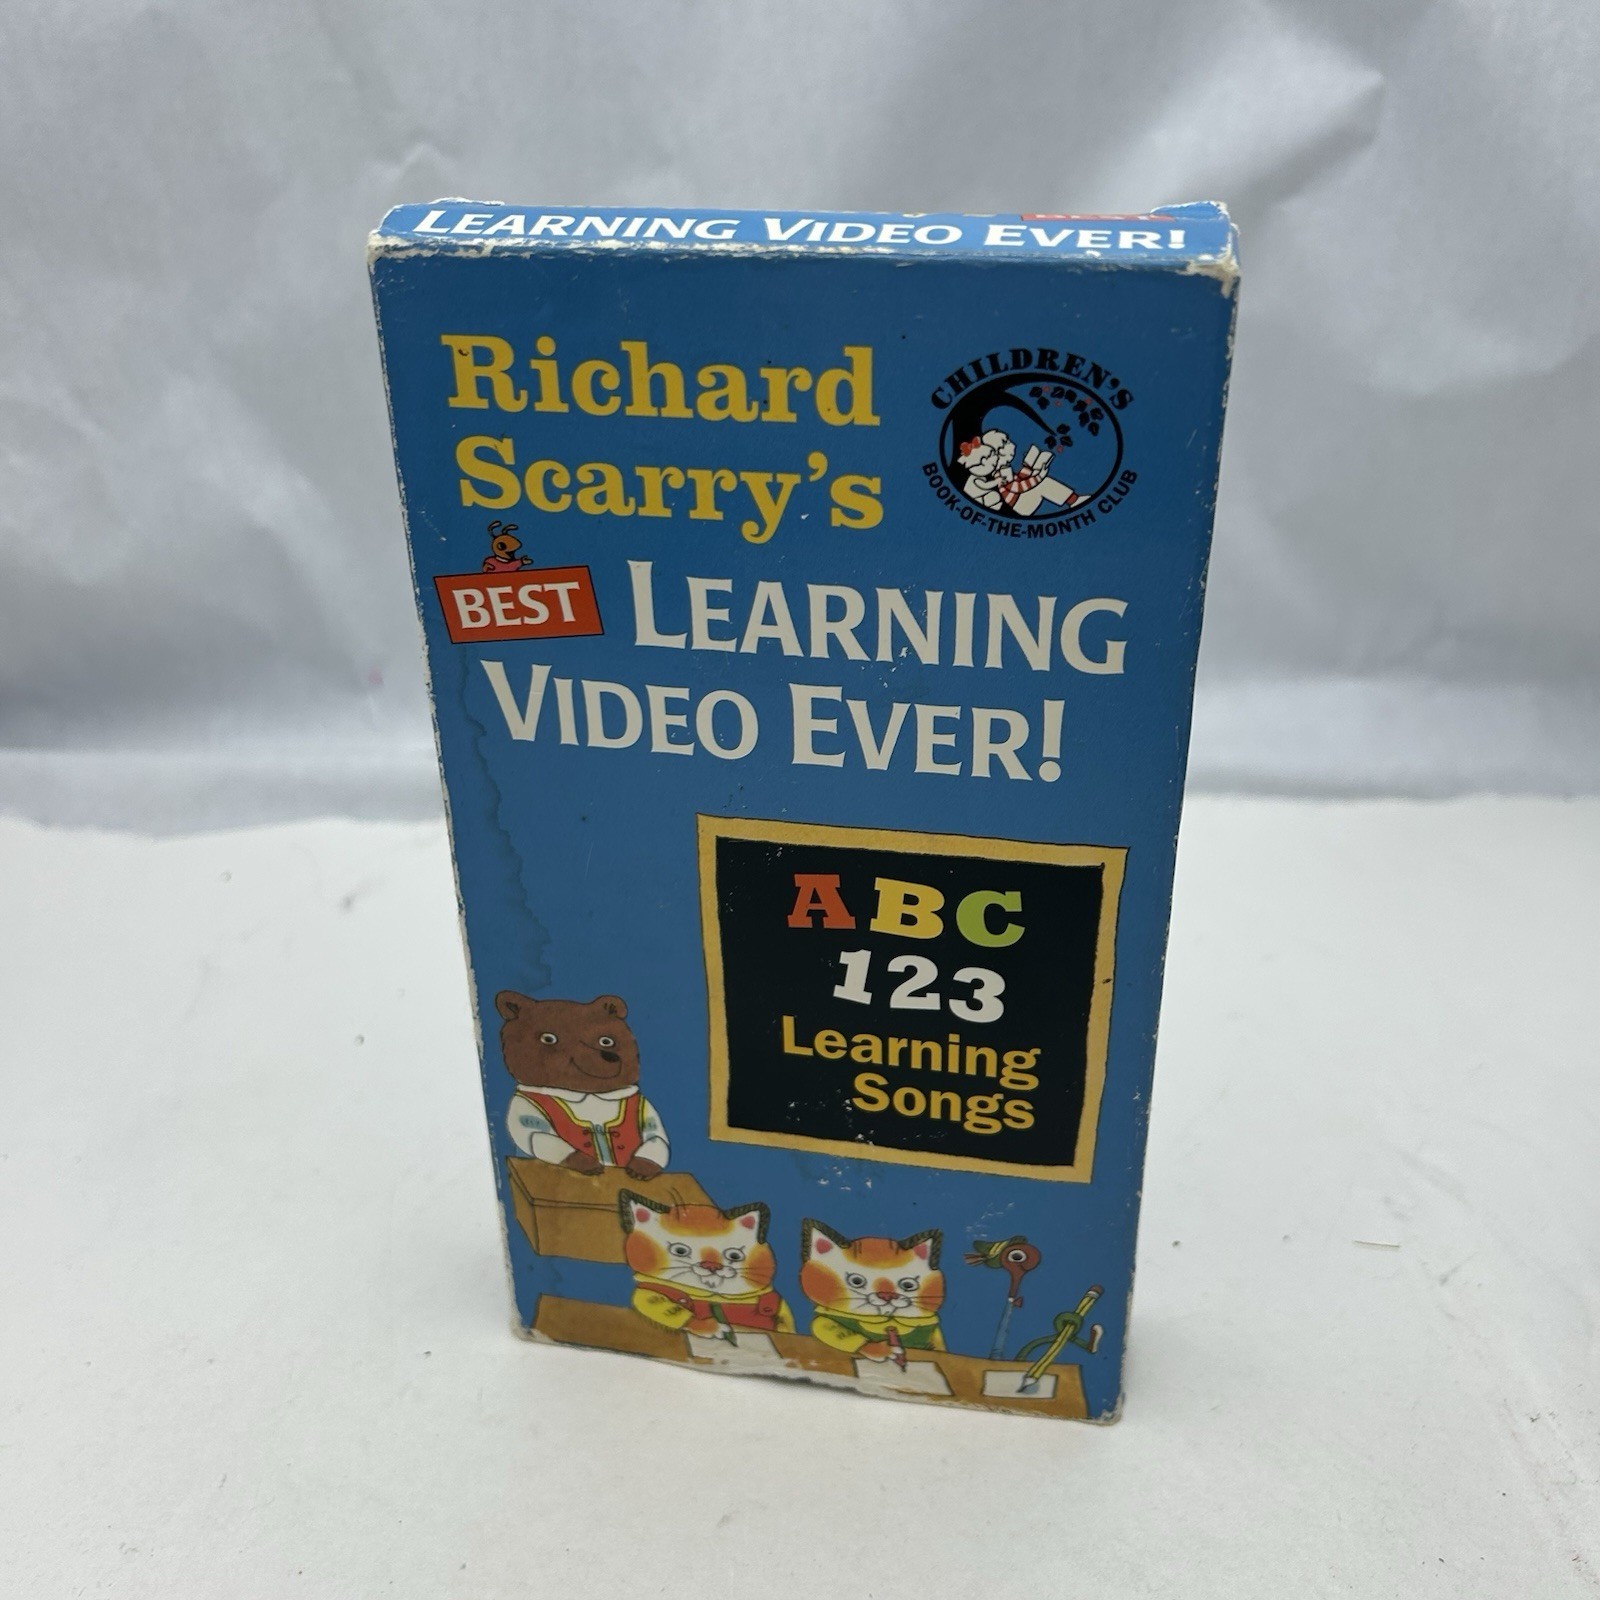 LEARNING VIDEO EVER!
Richard
Scarry's
CHILDREN'S
BOOK-OF-THE-MONTH CLUB
BEST LEARNING
VIDEO EVER!
ABC
123
Learning
Songs